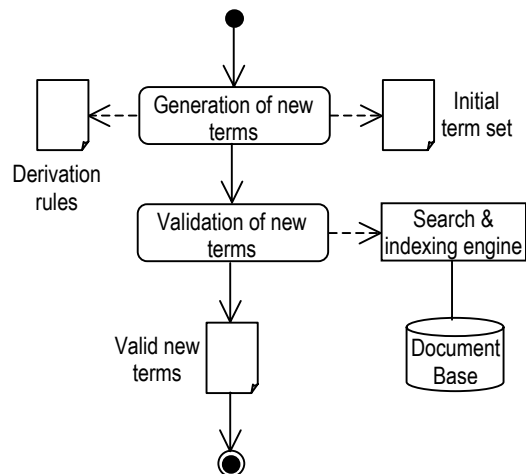 Generation of new
terms
Initial
term set
Derivation
rules
Validation of new
terms
Search &
indexing engine
Valid new
terms
Document
Base